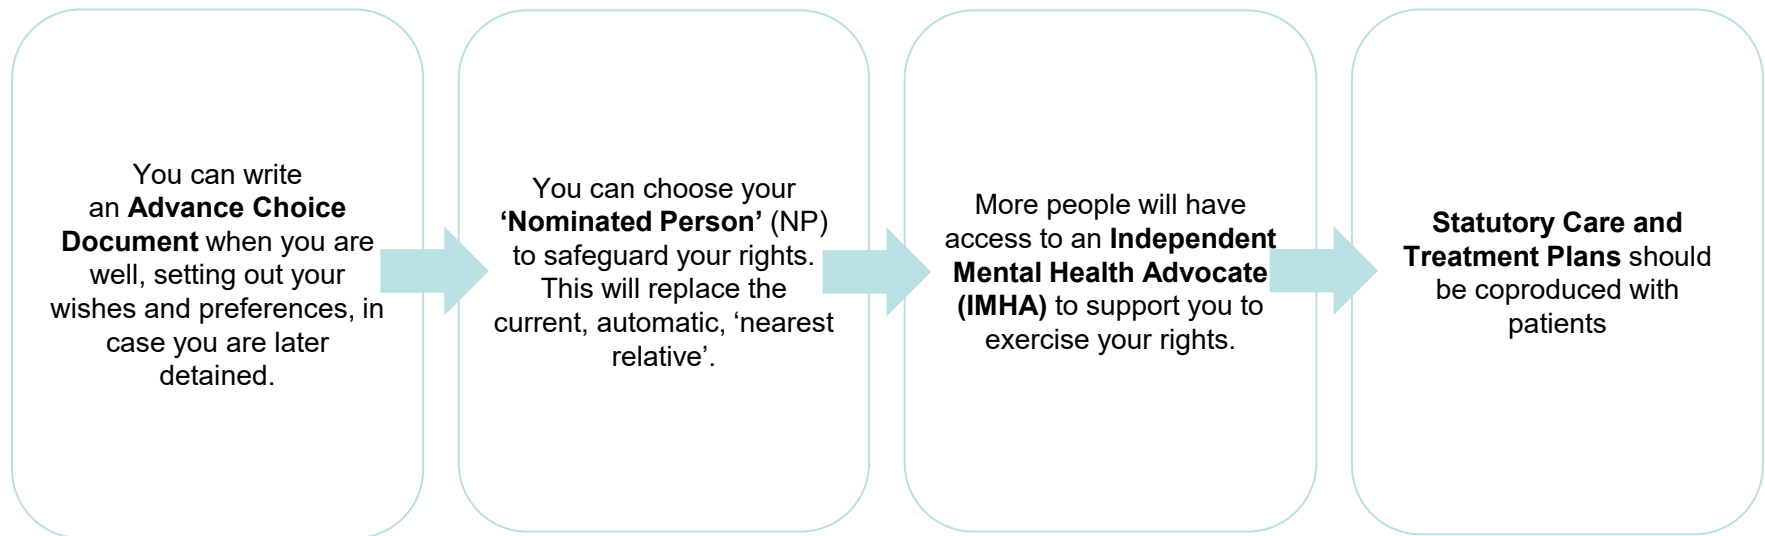 You can write
an Advance Choice
Document when you are
well, setting out your
wishes and preferences, in
case you are later
detained.
You can choose your
‘Nominated Person’ (NP)
to safeguard your rights.
This will replace the
current, automatic, ‘nearest
relative’.
More people will have
access to an Independent
Mental Health Advocate
(IMHA) to support you to
exercise your rights.
Statutory Care and
Treatment Plans should
be coproduced with
patients